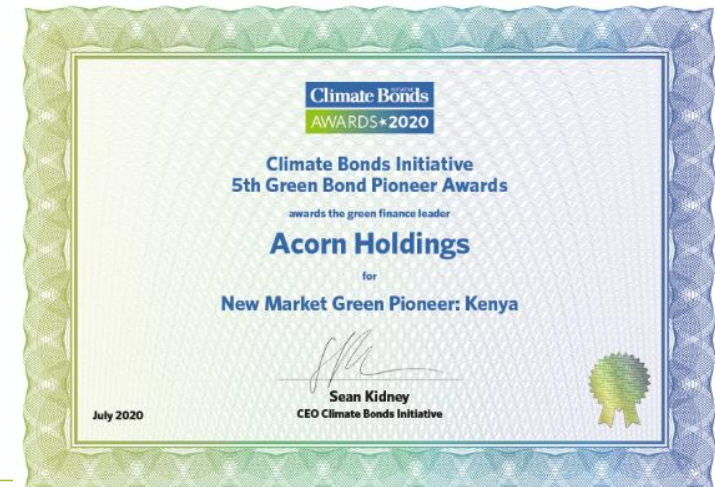 Climate Bonds
INITIATIVE
AWARDS★2020
Climate Bonds Initiative
5th Green Bond Pioneer Awards
awards the green finance leader
Acorn Holdings
for
New Market Green Pioneer: Kenya
Sean Kidney
CEO Climate Bonds Initiative
July 2020